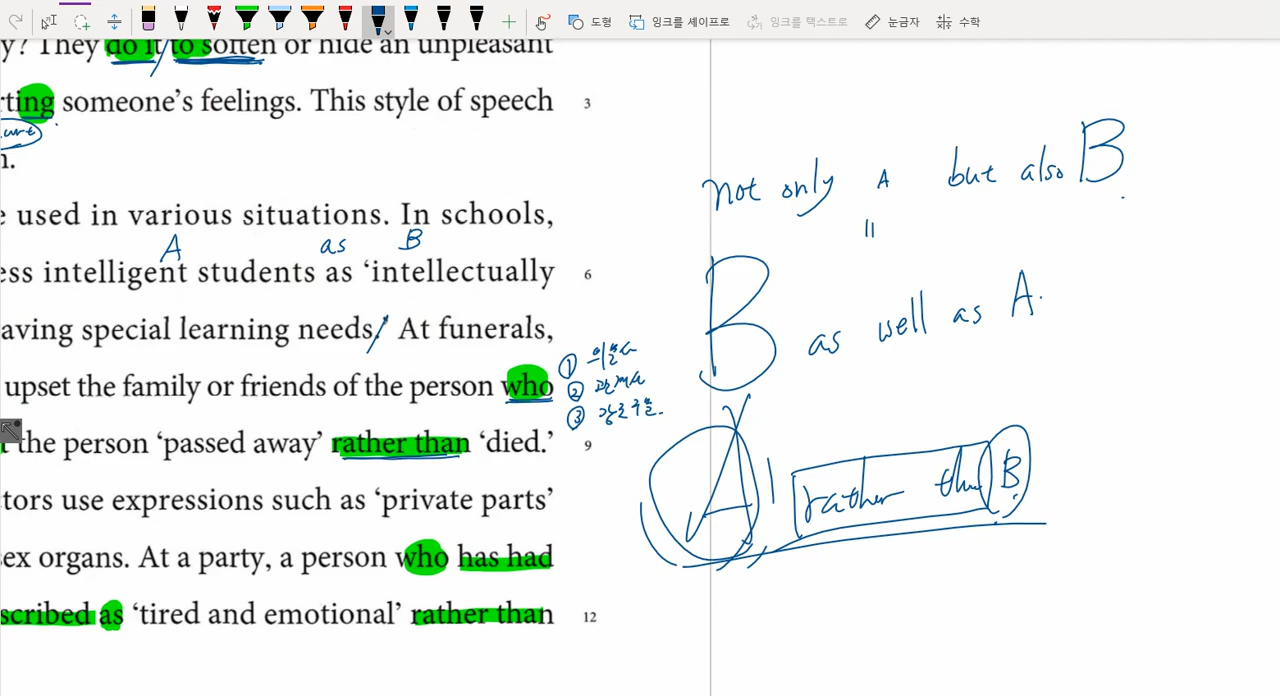 도형 잉크를 셰이프로 잉크를 텍스트로 눈금자 수학
y? They do it/to soften or hide an unpleasant
rting someone's feelings. This style of speech 3
n.
e used in various situations. In schools,
A as B
ess intelligent students as 'intellectually 6
aving special learning needs/ At funerals,
upset the family or friends of the person who
① 의문사
② 관계사
③ 강조구문.
t the person 'passed away' rather than 'died.' 9
tors use expressions such as 'private parts'
ex organs. At a party, a person who has had
scribed as 'tired and emotional' rather than 12
not only A but also B.
=
B as well as A.
A rather than B.